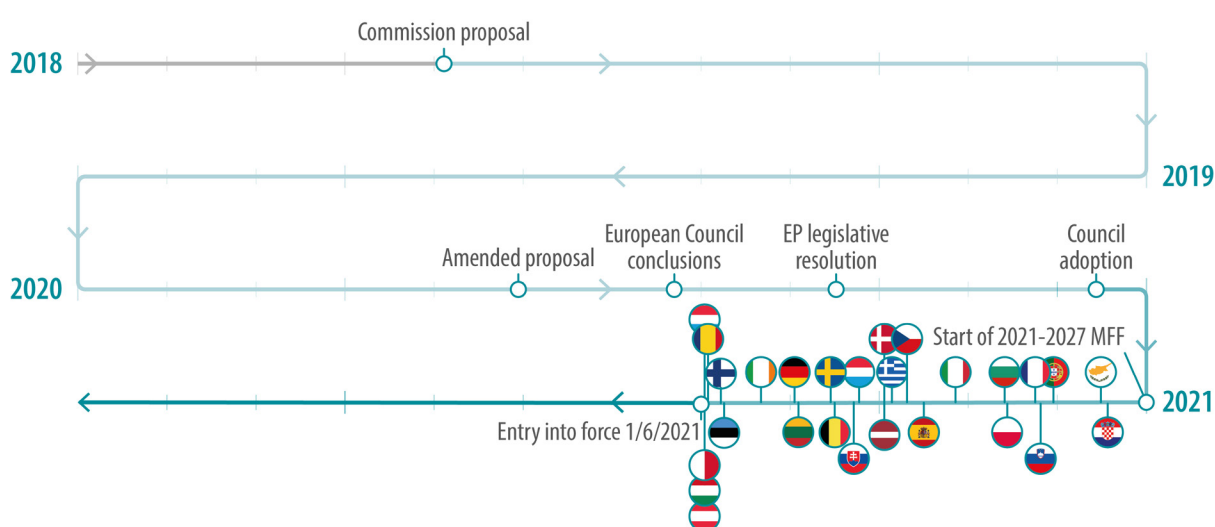 Commission proposal
2018
2019
European Council
conclusions
EP legislative
resolution
Council
adoption
Amended proposal
2020
Start of 2021-2027 MFF
2021
Entry into force 1/6/2021